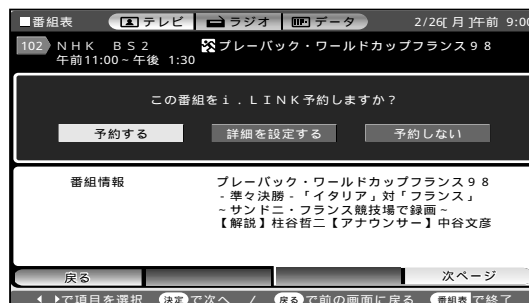 ■番組表 テレビ ラジオ データ 2/26[月]午前 9:00
102 NHK BS2 プレーバック・ワールドカップフランス98
午前11:00~午後 1:30
この番組をi.LINK予約しますか?
予約する 詳細を設定する 予約しない
番組情報 プレーバック・ワールドカップフランス98
-準々決勝-「イタリア」対「フランス」
~サンドニ・フランス競技場で録画~
【解説】柱谷哲二【アナウンサー】中谷文彦
戻る 次ページ
で項目を選択 決定で次へ / 戻るで前の画面に戻る 番組表で終了